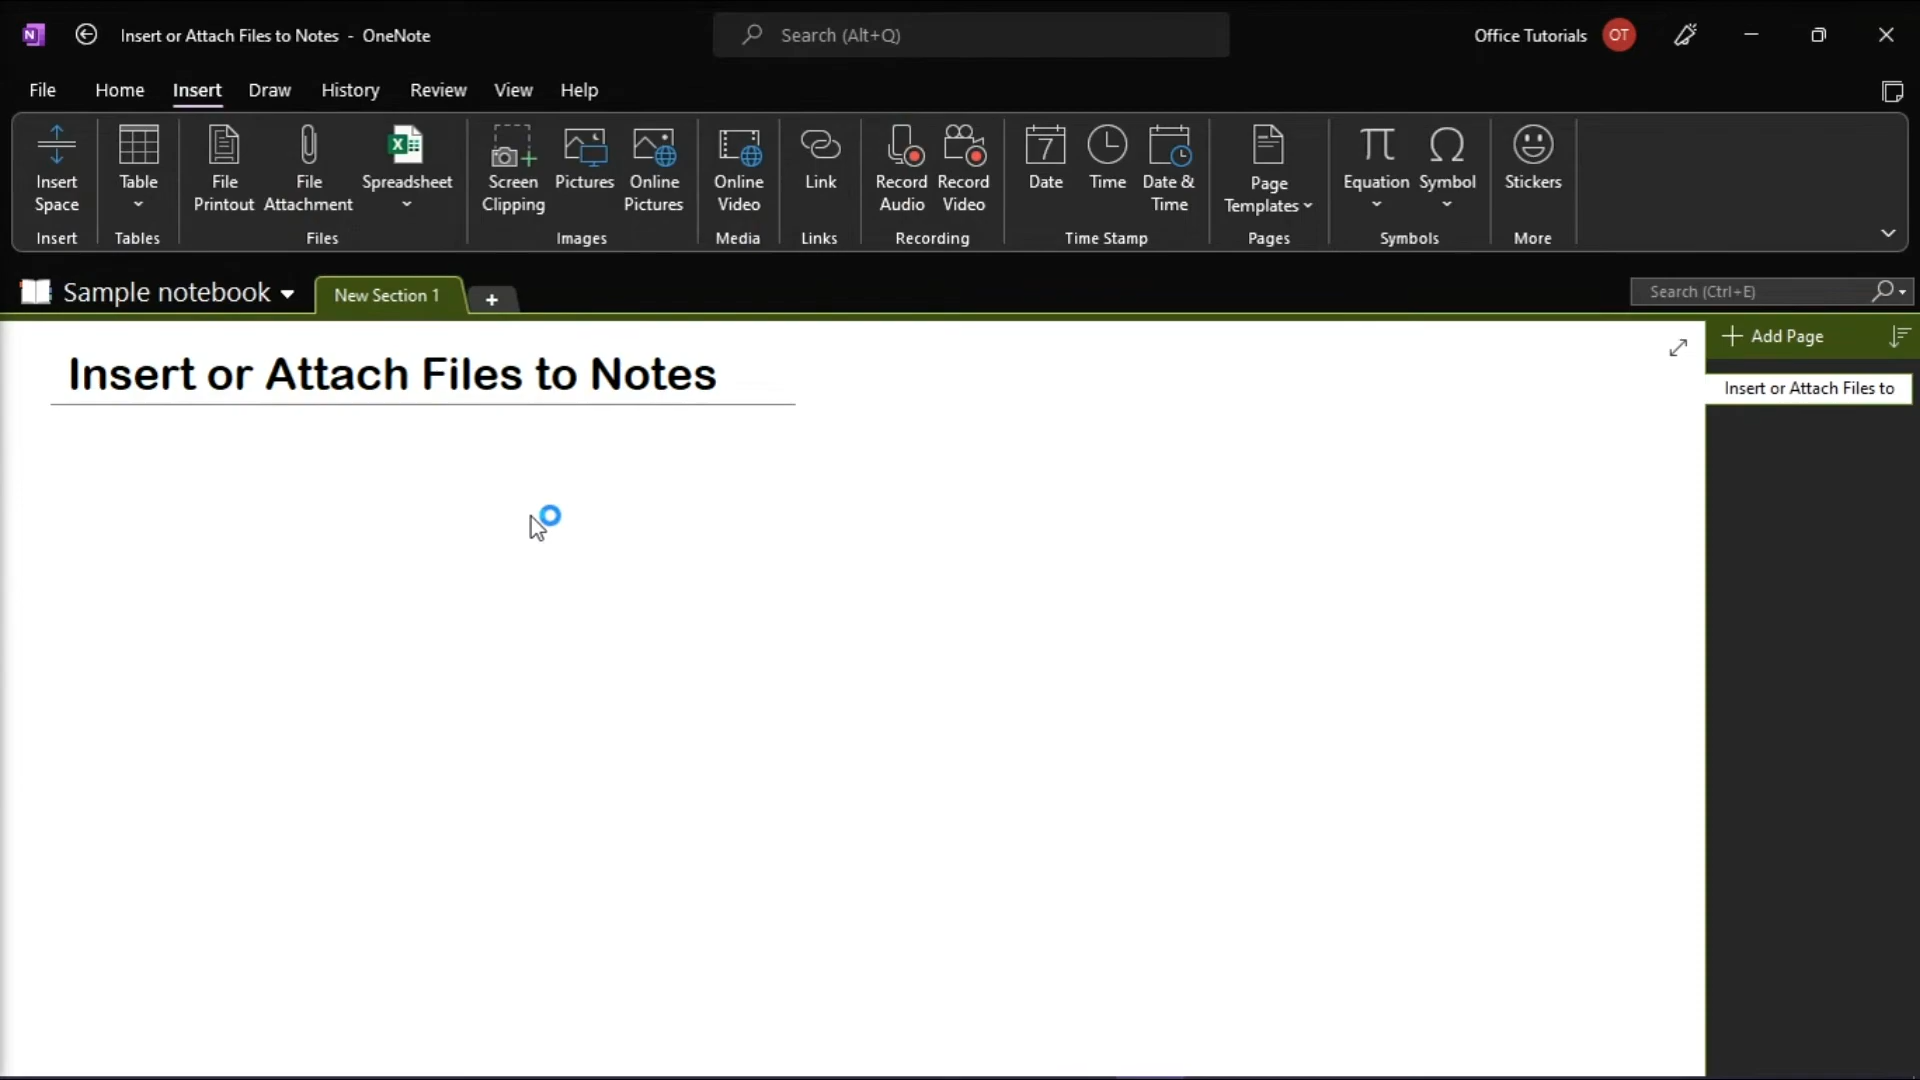 Insert or Attach Files to Notes - OneNote
Search (Alt+Q)
Office Tutorials
OT
File Home Insert Draw History Review View Help
Insert Space
Table
File Printout
File Attachment
Spreadsheet
Screen Clipping
Pictures
Online Pictures
Online Video
Link
Record Audio
Record Video
7
Date
Time
Date & Time
Page Templates
Equation
Symbol
Stickers
Insert Tables Files Images Media Links Recording Time Stamp Pages Symbols More
Sample notebook
New Section 1
+
Search (Ctrl+E)
Insert or Attach Files to Notes
Add Page
Insert or Attach Files to